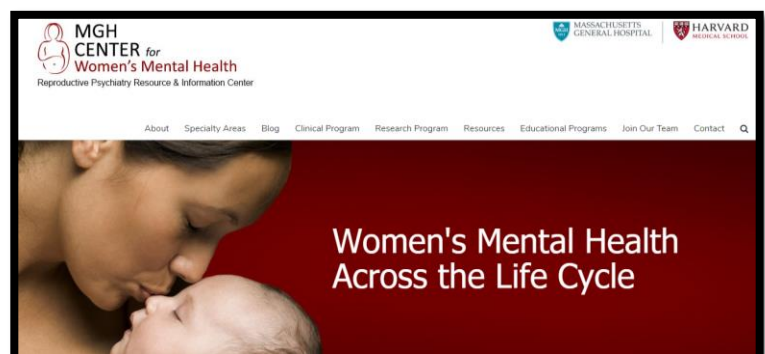 MGH
CENTER for
Women's Mental Health
Reproductive Psychiatry Resource & Information Center
MGH
1811
MASSACHUSETTS
GENERAL HOSPITAL
HARVARD
MEDICAL SCHOOL
About Specialty Areas Blog Clinical Program Research Program Resources Educational Programs Join Our Team Contact
Women's Mental Health
Across the Life Cycle